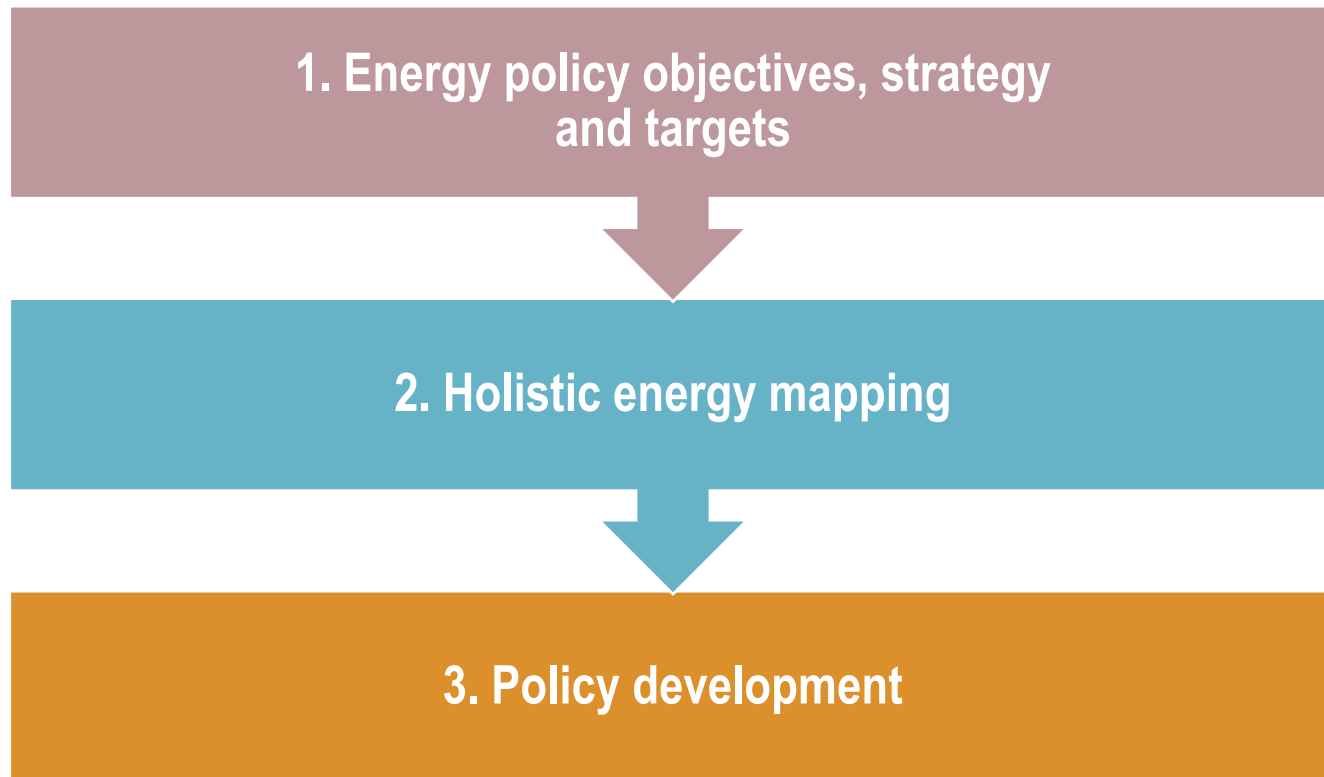 1. Energy policy objectives, strategy
and targets
2. Holistic energy mapping
3. Policy development